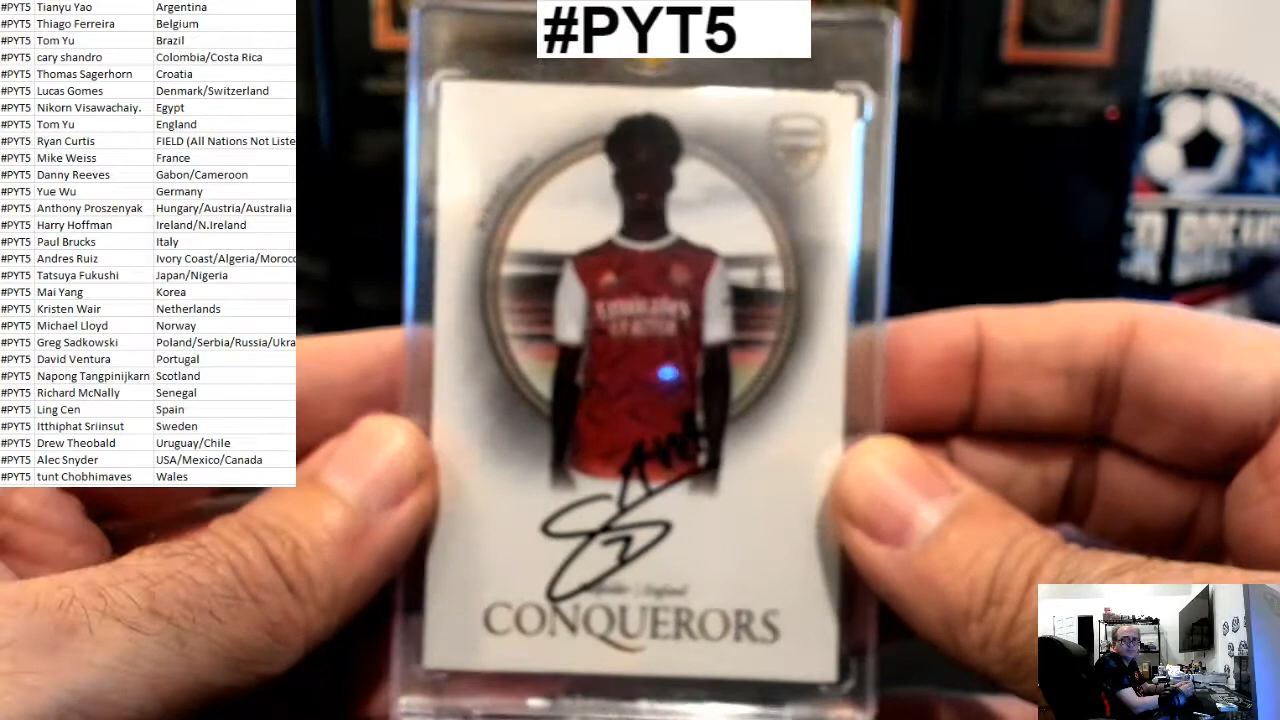 #PYT5
#PYT5 Tianyu Yao Argentina
#PYT5 Thiago Ferreira Belgium
#PYT5 Tom Yu Brazil
#PYT5 cary shandro Colombia/Costa Rica
#PYT5 Thomas Sagerhorn Croatia
#PYT5 Lucas Gomes Denmark/Switzerland
#PYT5 Nikorn Visawachaiy. Egypt
#PYT5 Tom Yu England
#PYT5 Ryan Curtis FIELD (All Nations Not Liste
#PYT5 Mike Weiss France
#PYT5 Danny Reeves Gabon/Cameroon
#PYT5 Yue Wu Germany
#PYT5 Anthony Proszenyak Hungary/Austria/Australia
#PYT5 Harry Hoffman Ireland/N.Ireland
#PYT5 Paul Brucks Italy
#PYT5 Andres Ruiz Ivory Coast/Algeria/Moroco
#PYT5 Tatsuya Fukushi Japan/Nigeria
#PYT5 Mai Yang Korea
#PYT5 Kristen Wair Netherlands
#PYT5 Michael Lloyd Norway
#PYT5 Greg Sadkowski Poland/Serbia/Russia/Ukra
#PYT5 David Ventura Portugal
#PYT5 Napong Tangpinijkarn Scotland
#PYT5 Richard McNally Senegal
#PYT5 Ling Cen Spain
#PYT5 Itthiphat Sriinsut Sweden
#PYT5 Drew Theobald Uruguay/Chile
#PYT5 Alec Snyder USA/Mexico/Canada
#PYT5 tunt Chobhimaves Wales
Emirates
England
CONQUERORS